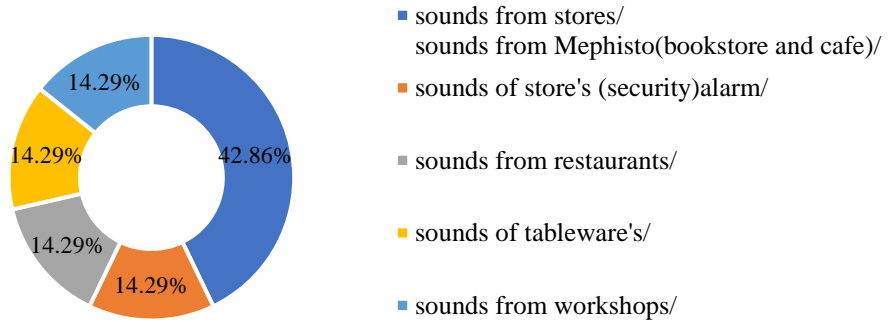 sounds from stores/
sounds from Mephisto(bookstore and cafe)/
14.29%
sounds of store's (security)alarm/
14.29%
42.86%
sounds from restaurants/
14.29%
sounds of tableware's/
14.29%
sounds from workshops/